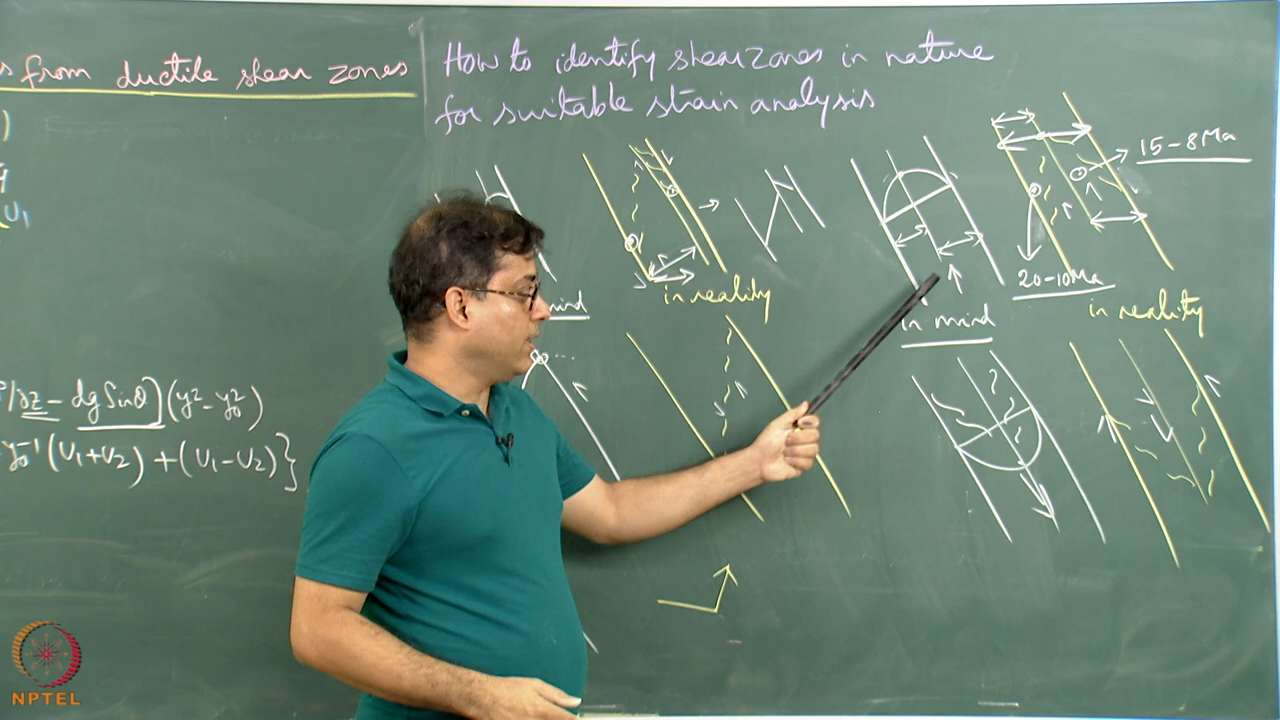 s from ductile shear zones
)
U1
/∂z - dg Sinθ](y² - y₀²)
y₀⁻¹(U1+U2) + (U1-U2)}
How to identify shear zones in nature
for suitable strain analysis
in reality
in mind
15-8 Ma
20-10 Ma
in reality
NPTEL